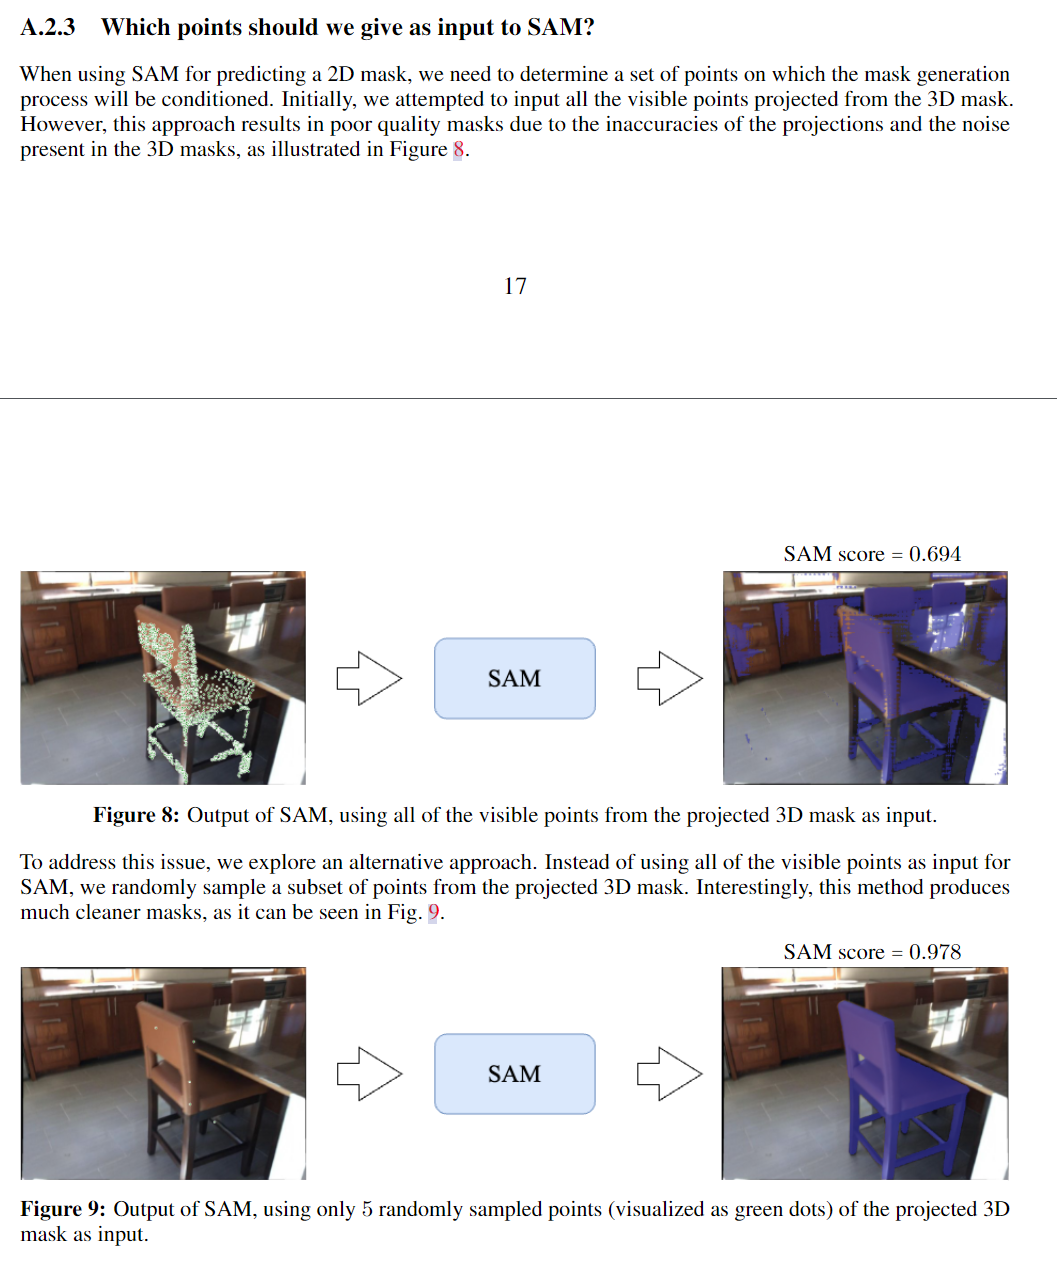 A.2.3 Which points should we give as input to SAM?
When using SAM for predicting a 2D mask, we need to determine a set of points on which the mask generation
process will be conditioned. Initially, we attempted to input all the visible points projected from the 3D mask.
However, this approach results in poor quality masks due to the inaccuracies of the projections and the noise
present in the 3D masks, as illustrated in Figure 8.
17
SAM score = 0.694
SAM
Figure 8: Output of SAM, using all of the visible points from the projected 3D mask as input.
To address this issue, we explore an alternative approach. Instead of using all of the visible points as input for
SAM, we randomly sample a subset of points from the projected 3D mask. Interestingly, this method produces
much cleaner masks, as it can be seen in Fig. 9.
SAM score = 0.978
SAM
Figure 9: Output of SAM, using only 5 randomly sampled points (visualized as green dots) of the projected 3D
mask as input.